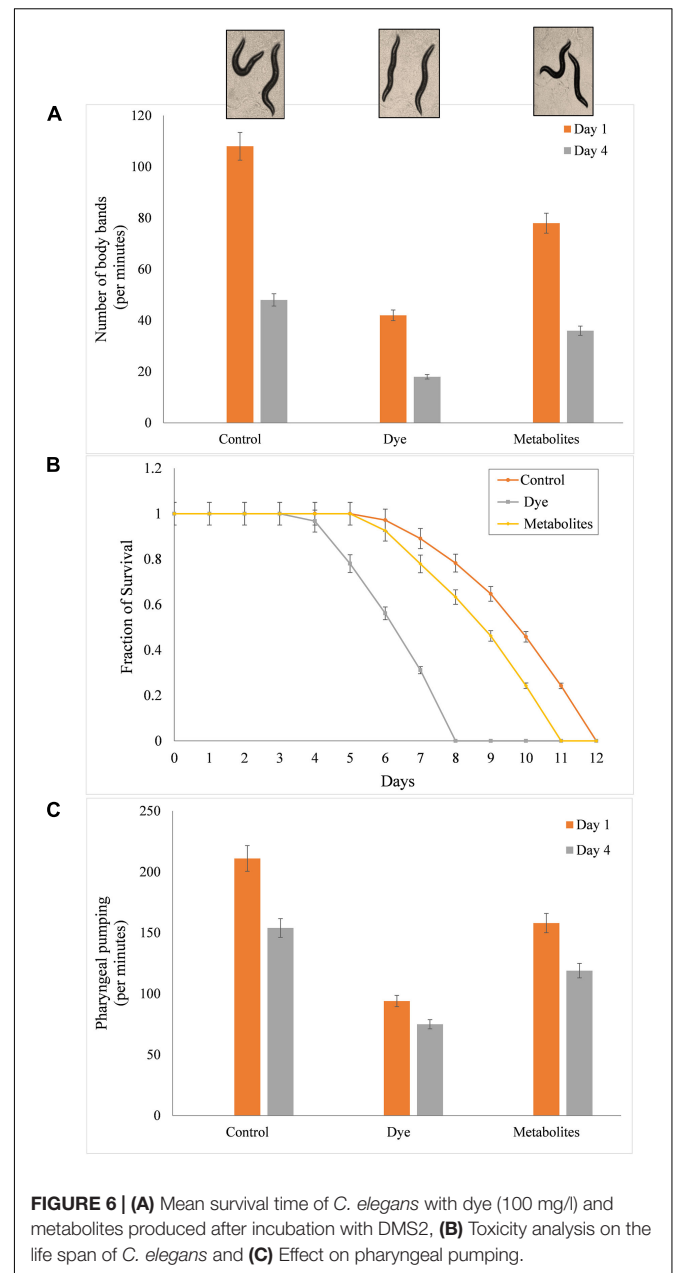 A
120
100
80
60
40
20
0
Number of body bands
(per minutes)
Day 1
Day 4
Control Dye Metabolites
B
1.2
1
0.8
0.6
0.4
0.2
0
Fraction of Survival
Control
Dye
Metabolites
0 1 2 3 4 5 6 7 8 9 10 11 12
Days
C
250
200
150
100
50
0
Pharyngeal pumping
(per minutes)
Day 1
Day 4
Control Dye Metabolites
FIGURE 6 | (A) Mean survival time of C. elegans with dye (100 mg/l) and
metabolites produced after incubation with DMS2, (B) Toxicity analysis on the
life span of C. elegans and (C) Effect on pharyngeal pumping.